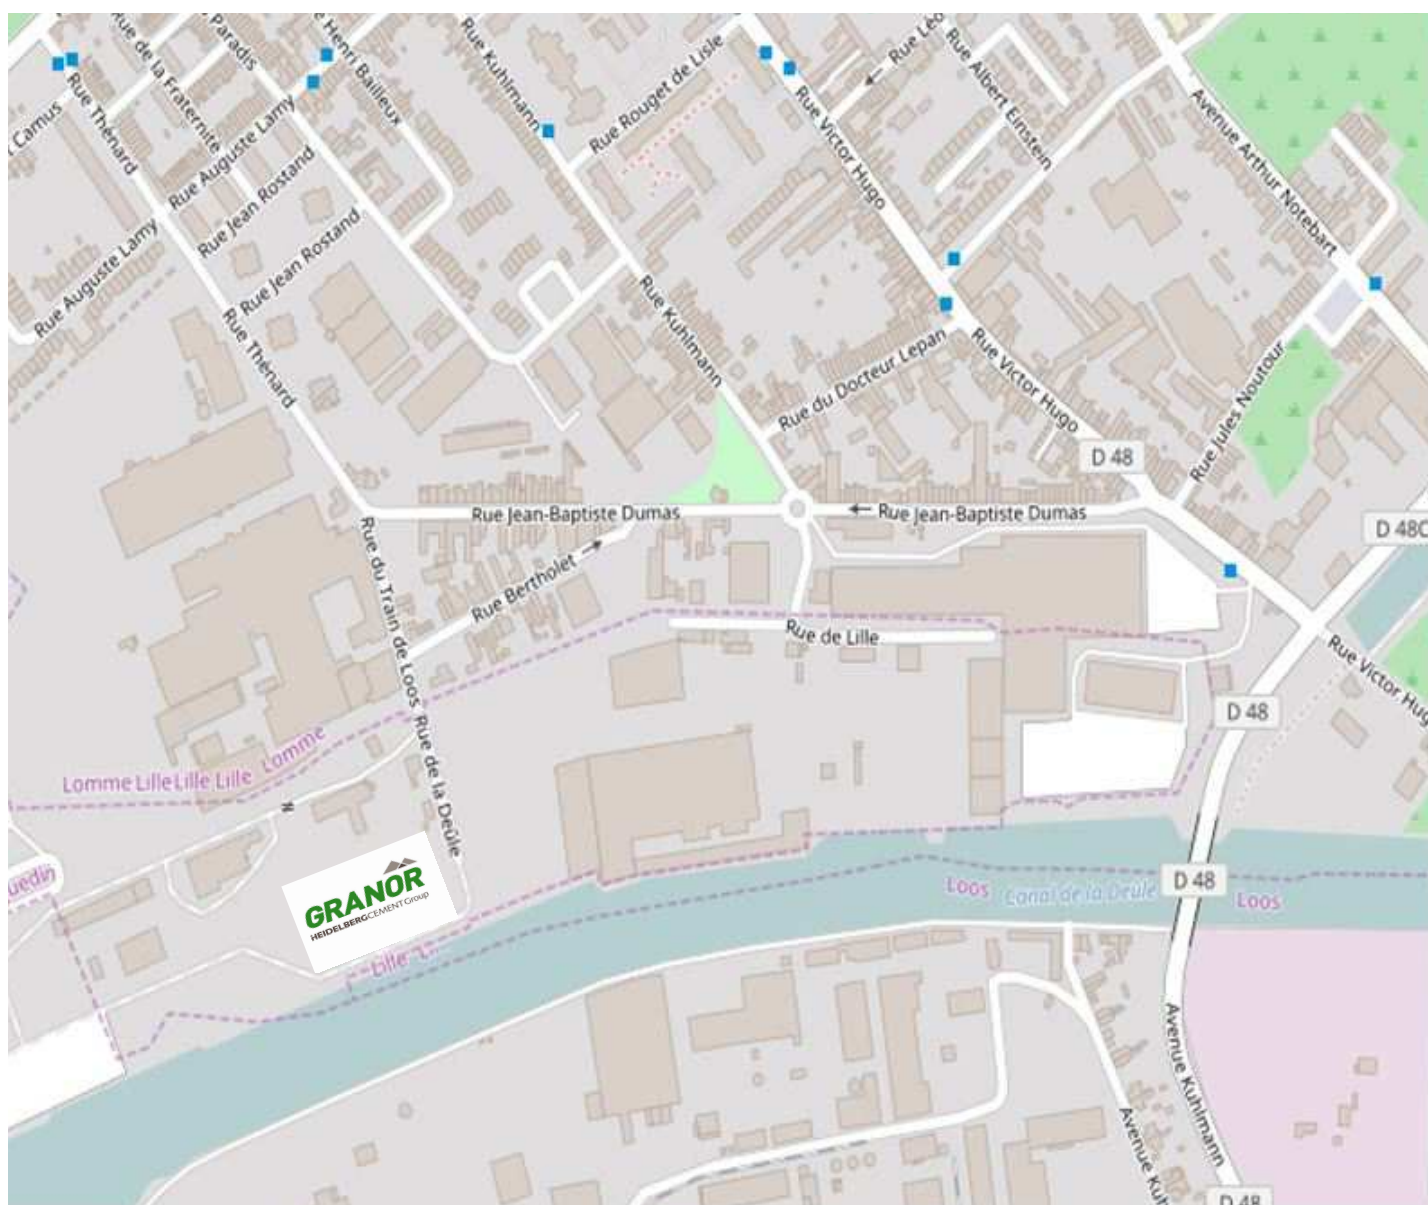 Rue de la Fraternité
Paradis
Henri Bailleux
Rue Kuhlmann
Rue Rouget de Lisle
Rue Léo
Rue Albert Einstein
Rue Victor Hugo
Avenue Arthur Notebart
Camus
Rue Thénard
Rue Auguste Lamy
Rue Jean Rostand
Rue Auguste Lamy
Rue Jean Rostand
Rue Thénard
Rue Kuhlmann
Rue du Docteur Lepan
Rue Victor Hugo
Rue Jules Noutour
D 48
Rue Jean-Baptiste Dumas
Rue Jean-Baptiste Dumas
D 48C
Rue du Train de Loos
Rue Bertholet
Rue de Lille
Rue Victor Hug
D 48
Rue de la Deûle
Lomme Lille Lille Lille Lomme
uedin
GRANOR
HEIDELBERGCEMENT Group
Lille L..
Loos
Canal de la Deûle
D 48
Loos
Avenue Kuhlmann
Avenue Kuh
D 48